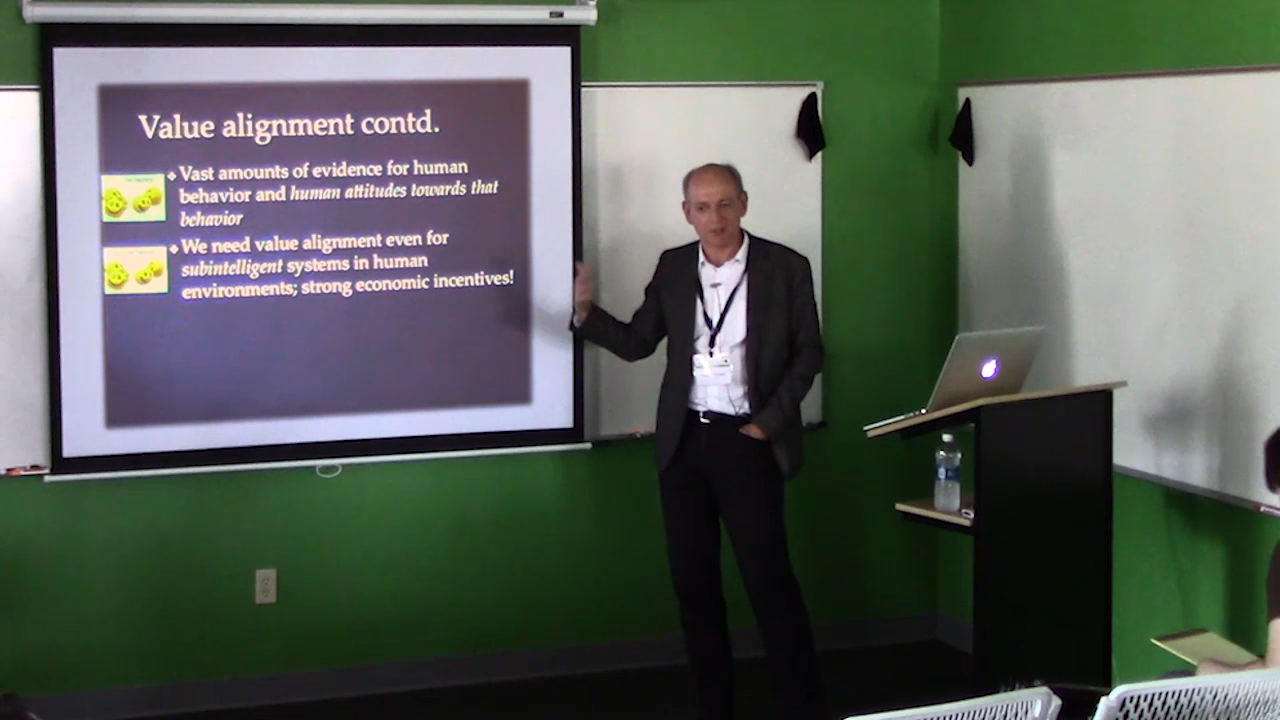 Value alignment contd.
Vast amounts of evidence for human
behavior and human attitudes towards that
behavior
We need value alignment even for
subintelligent systems in human
environments; strong economic incentives!